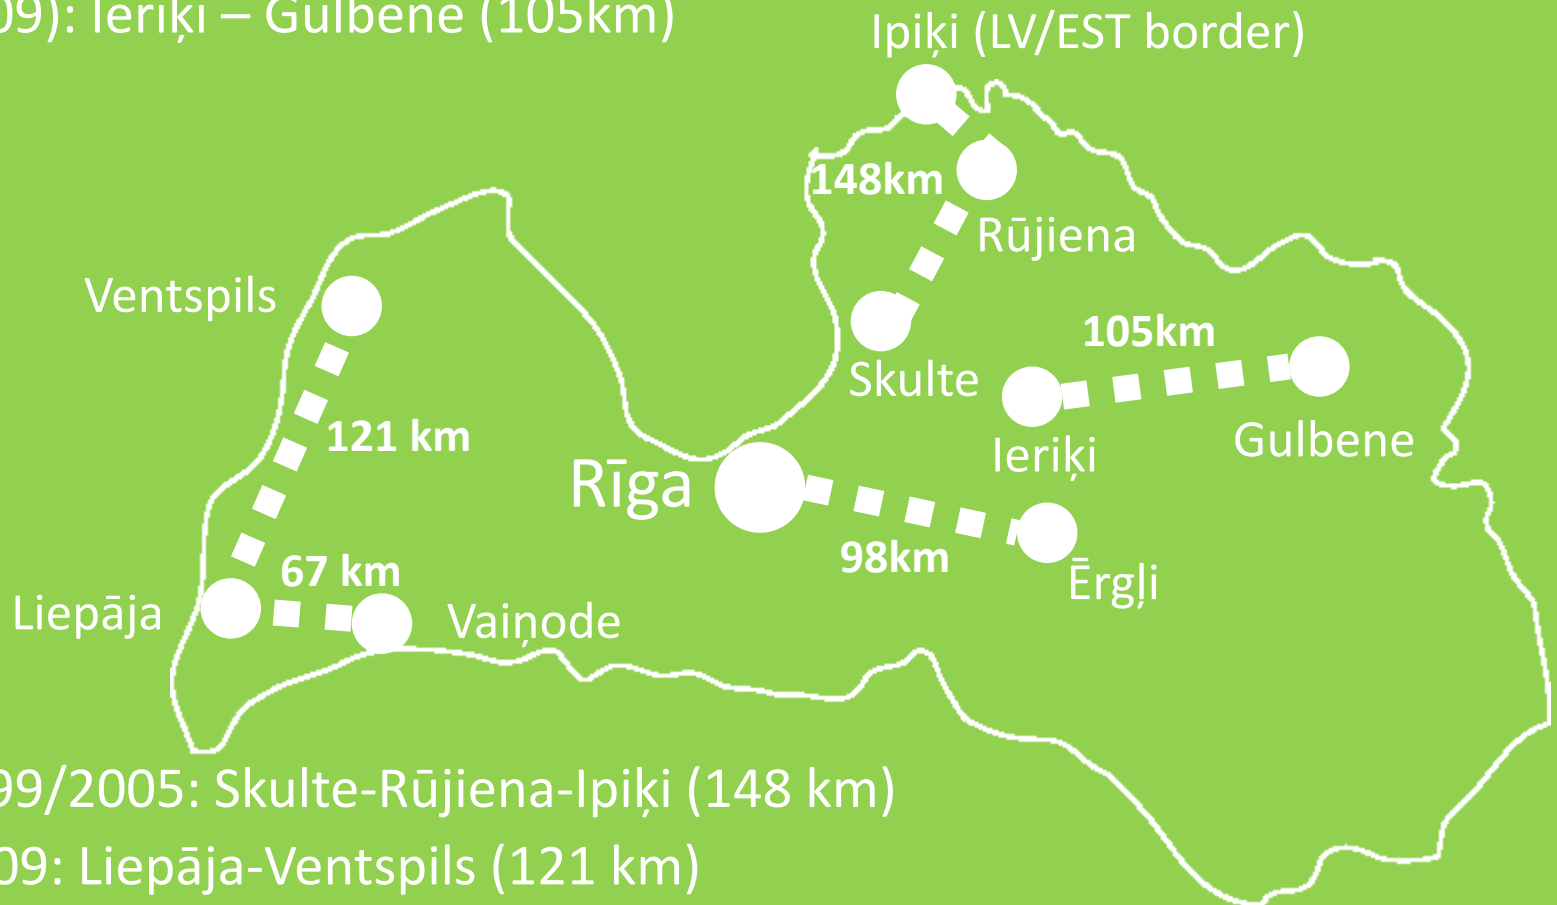 09): Ieriķi – Gulbene (105km)
Ipiķi (LV/EST border)
148km
Rūjiena
Ventspils
105km
Skulte
121 km
Ieriķi
Gulbene
Rīga
98km
67 km
Ērgļi
Liepāja
Vaiņode
99/2005: Skulte-Rūjiena-Ipiķi (148 km)
09: Liepāja-Ventspils (121 km)